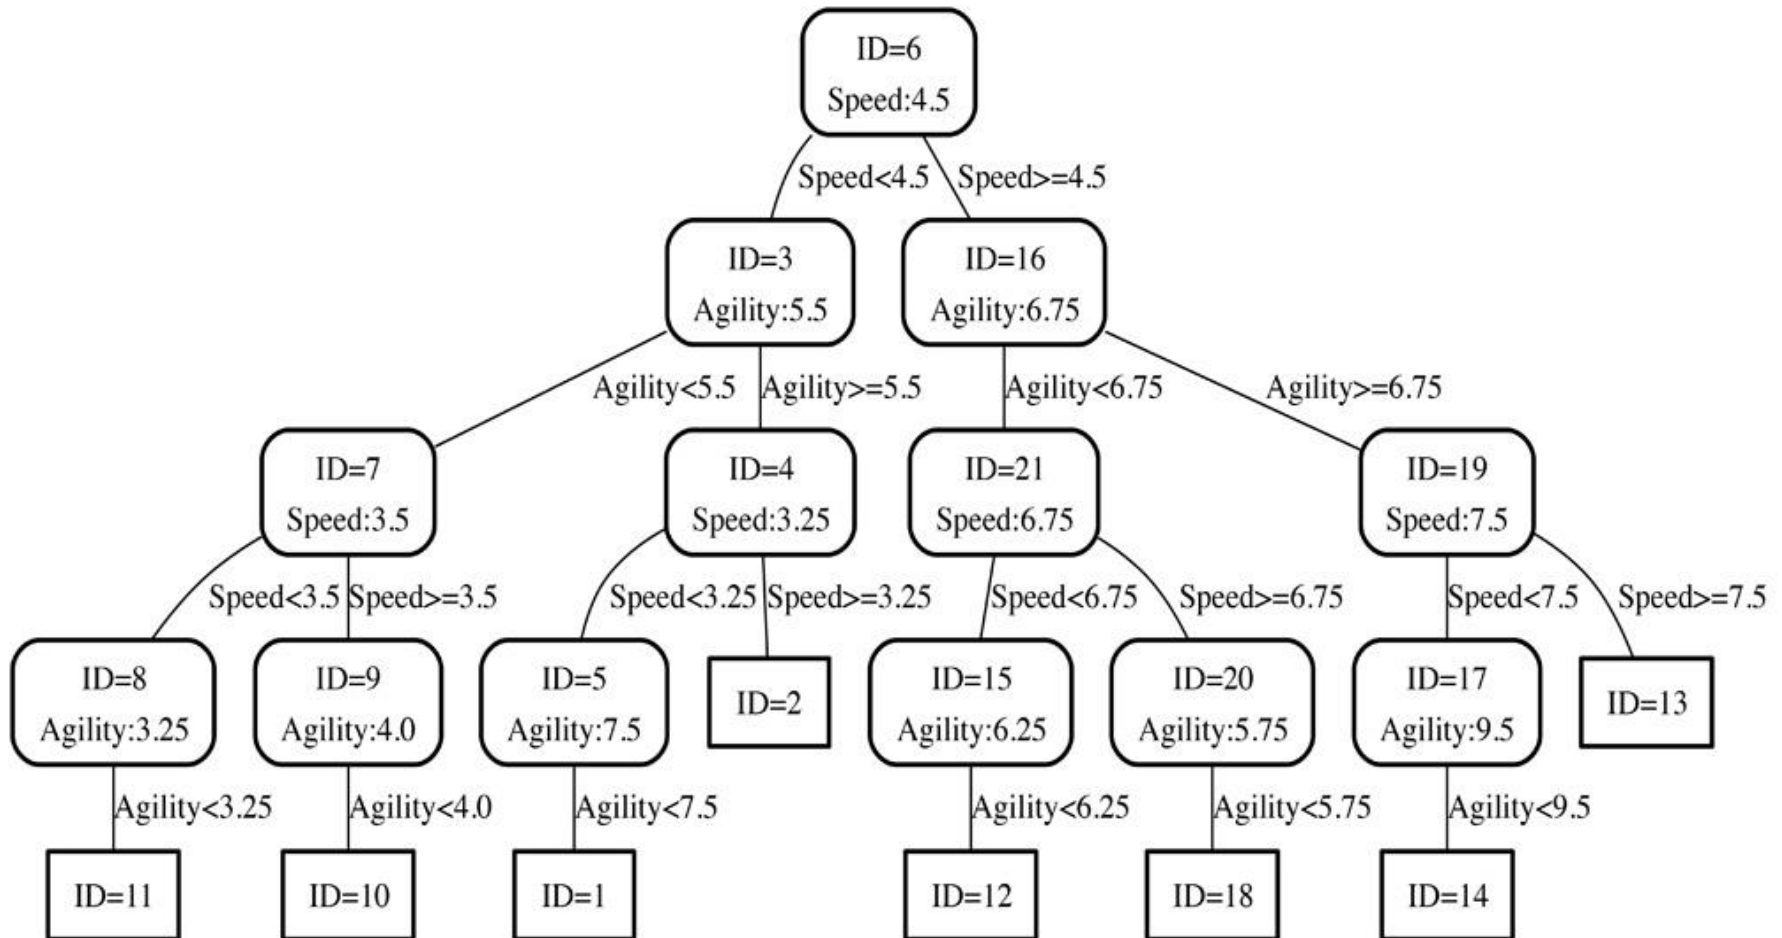 ID=6
Speed:4.5
Speed<4.5 Speed>=4.5
ID=3 ID=16
Agility:5.5 Agility:6.75
Agility<5.5 Agility>=5.5 Agility<6.75 Agility>=6.75
ID=7 ID=4 ID=21 ID=19
Speed:3.5 Speed:3.25 Speed:6.75 Speed:7.5
Speed<3.5 Speed>=3.5 Speed<3.25 Speed>=3.25 Speed<6.75 Speed>=6.75 Speed<7.5 Speed>=7.5
ID=8 ID=9 ID=5 ID=2 ID=15 ID=20 ID=17 ID=13
Agility:3.25 Agility:4.0 Agility:7.5 Agility:6.25 Agility:5.75 Agility:9.5
Agility<3.25 Agility<4.0 Agility<7.5 Agility<6.25 Agility<5.75 Agility<9.5
ID=11 ID=10 ID=1 ID=12 ID=18 ID=14